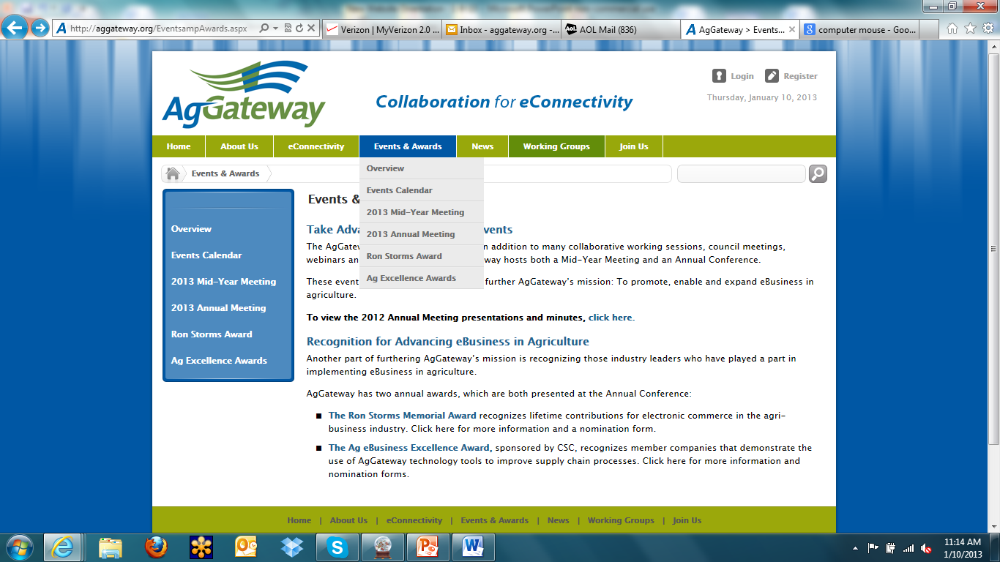 http://aggateway.org/EventsampAwards.aspx
Verizon | MyVerizon 2.0 ...
Inbox - aggateway.org -...
Aol.
AOL Mail (836)
AgGateway > Events...
computer mouse - Goo...
AgGateway
Collaboration for eConnectivity
Login
Register
Thursday, January 10, 2013
Home
About Us
eConnectivity
Events & Awards
News
Working Groups
Join Us
Events & Awards
Overview
Events Calendar
2013 Mid-Year Meeting
2013 Annual Meeting
Ron Storms Award
Ag Excellence Awards
Overview
Events Calendar
2013 Mid-Year Meeting
2013 Annual Meeting
Ron Storms Award
Ag Excellence Awards
Events &
Take Adva vents
The AgGatew n addition to many collaborative working sessions, council meetings,
webinars an way hosts both a Mid-Year Meeting and an Annual Conference.
These event further AgGateway's mission: To promote, enable and expand eBusiness in
agriculture.
To view the 2012 Annual Meeting presentations and minutes, click here.
Recognition for Advancing eBusiness in Agriculture
Another part of furthering AgGateway's mission is recognizing those industry leaders who have played a part in
implementing eBusiness in agriculture.
AgGateway has two annual awards, which are both presented at the Annual Conference:
The Ron Storms Memorial Award recognizes lifetime contributions for electronic commerce in the agri-
business industry. Click here for more information and a nomination form.
The Ag eBusiness Excellence Award, sponsored by CSC, recognizes member companies that demonstrate the
use of AgGateway technology tools to improve supply chain processes. Click here for more information and
nomination forms.
Home | About Us | eConnectivity | Events & Awards | News | Working Groups | Join Us
11:14 AM
1/10/2013